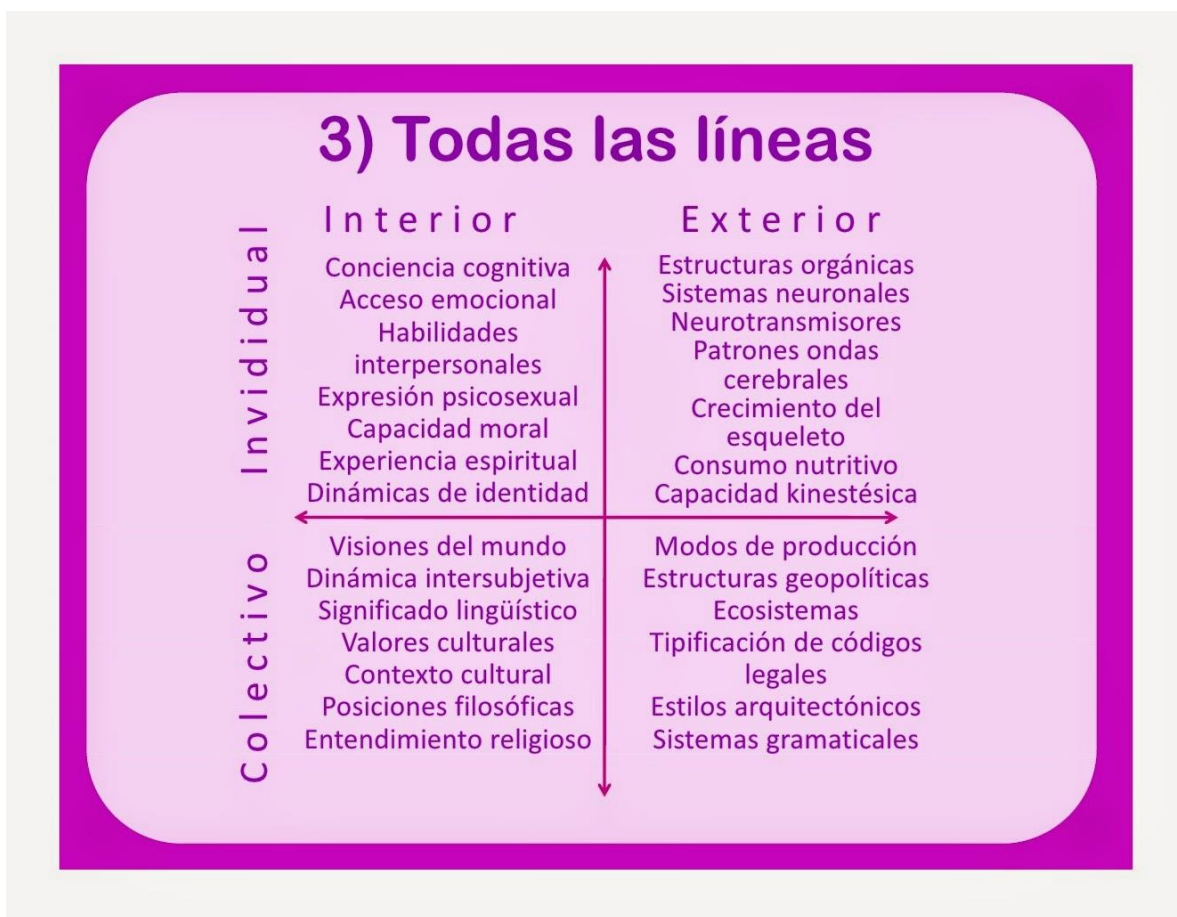 3) Todas las líneas
Interior
Exterior
Invididual
Conciencia cognitiva
Acceso emocional
Habilidades
interpersonales
Expresión psicosexual
Capacidad moral
Experiencia espiritual
Dinámicas de identidad
Estructuras orgánicas
Sistemas neuronales
Neurotransmisores
Patrones ondas
cerebrales
Crecimiento del
esqueleto
Consumo nutritivo
Capacidad kinestésica
Colectivo
Visiones del mundo
Dinámica intersubjetiva
Significado lingüístico
Valores culturales
Contexto cultural
Posiciones filosóficas
Entendimiento religioso
Modos de producción
Estructuras geopolíticas
Ecosistemas
Tipificación de códigos
legales
Estilos arquitectónicos
Sistemas gramaticales